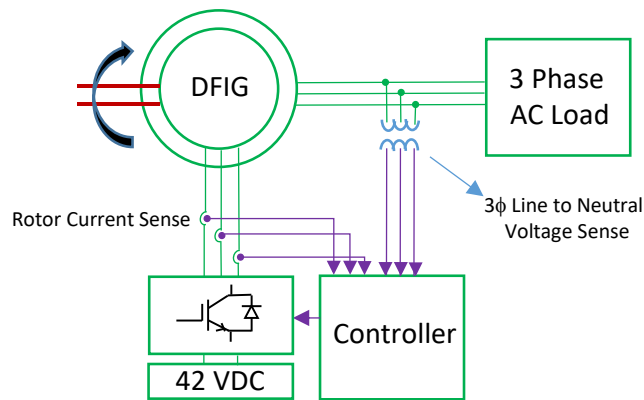 DFIG
3 Phase
AC Load
Rotor Current Sense
3ϕ Line to Neutral
Voltage Sense
Controller
42 VDC